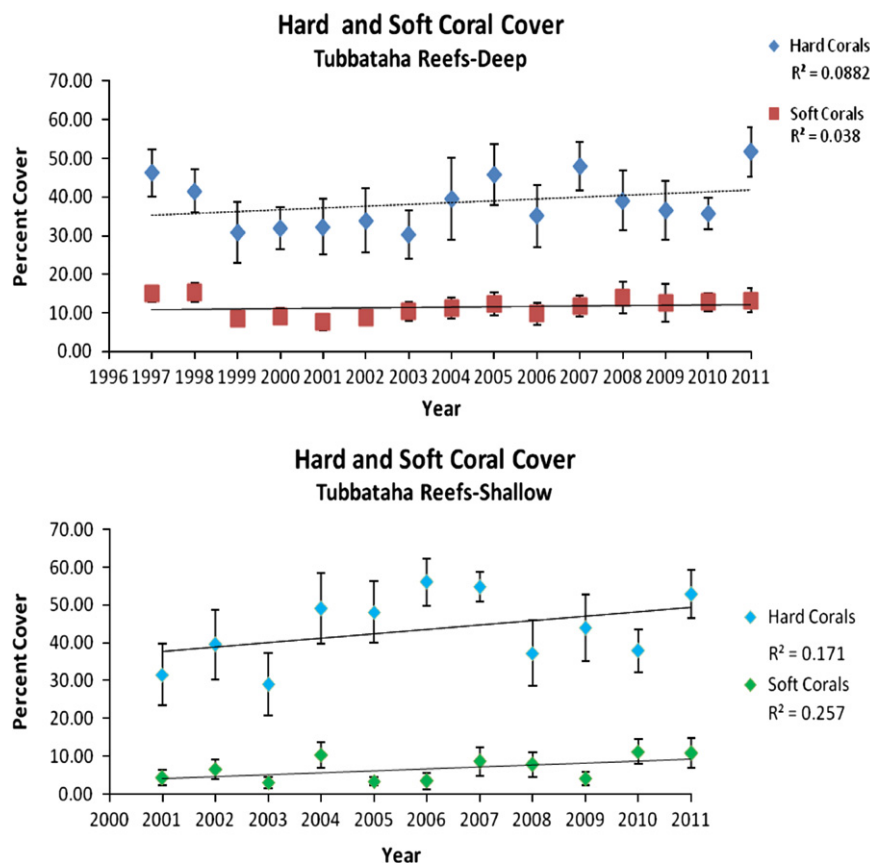 Hard and Soft Coral Cover
Tubbataha Reefs-Deep
Hard Corals
R² = 0.0882
Soft Corals
R² = 0.038
Percent Cover
70.00
60.00
50.00
40.00
30.00
20.00
10.00
0.00
1996 1997 1998 1999 2000 2001 2002 2003 2004 2005 2006 2007 2008 2009 2010 2011
Year
Hard and Soft Coral Cover
Tubbataha Reefs-Shallow
Percent Cover
70.00
60.00
50.00
40.00
30.00
20.00
10.00
0.00
Hard Corals
R² = 0.171
Soft Corals
R² = 0.257
2000 2001 2002 2003 2004 2005 2006 2007 2008 2009 2010 2011
Year